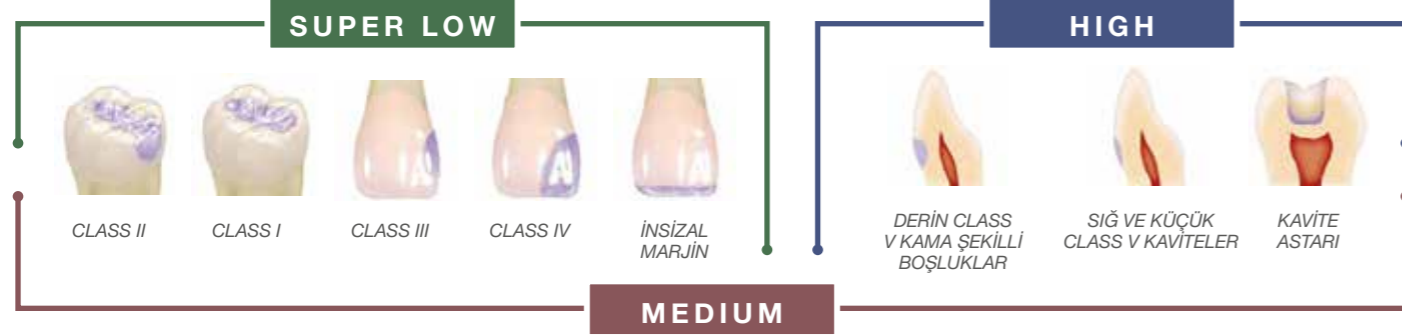 SUPER LOW
HIGH
CLASS II
CLASS I
CLASS III
CLASS IV
İNSİZAL
MARJİN
DERİN CLASS
V KAMA ŞEKİLLİ
BOŞLUKLAR
SIĞ VE KÜÇÜK
CLASS V KAVİTELER
KAVİTE
ASTARI
MEDIUM